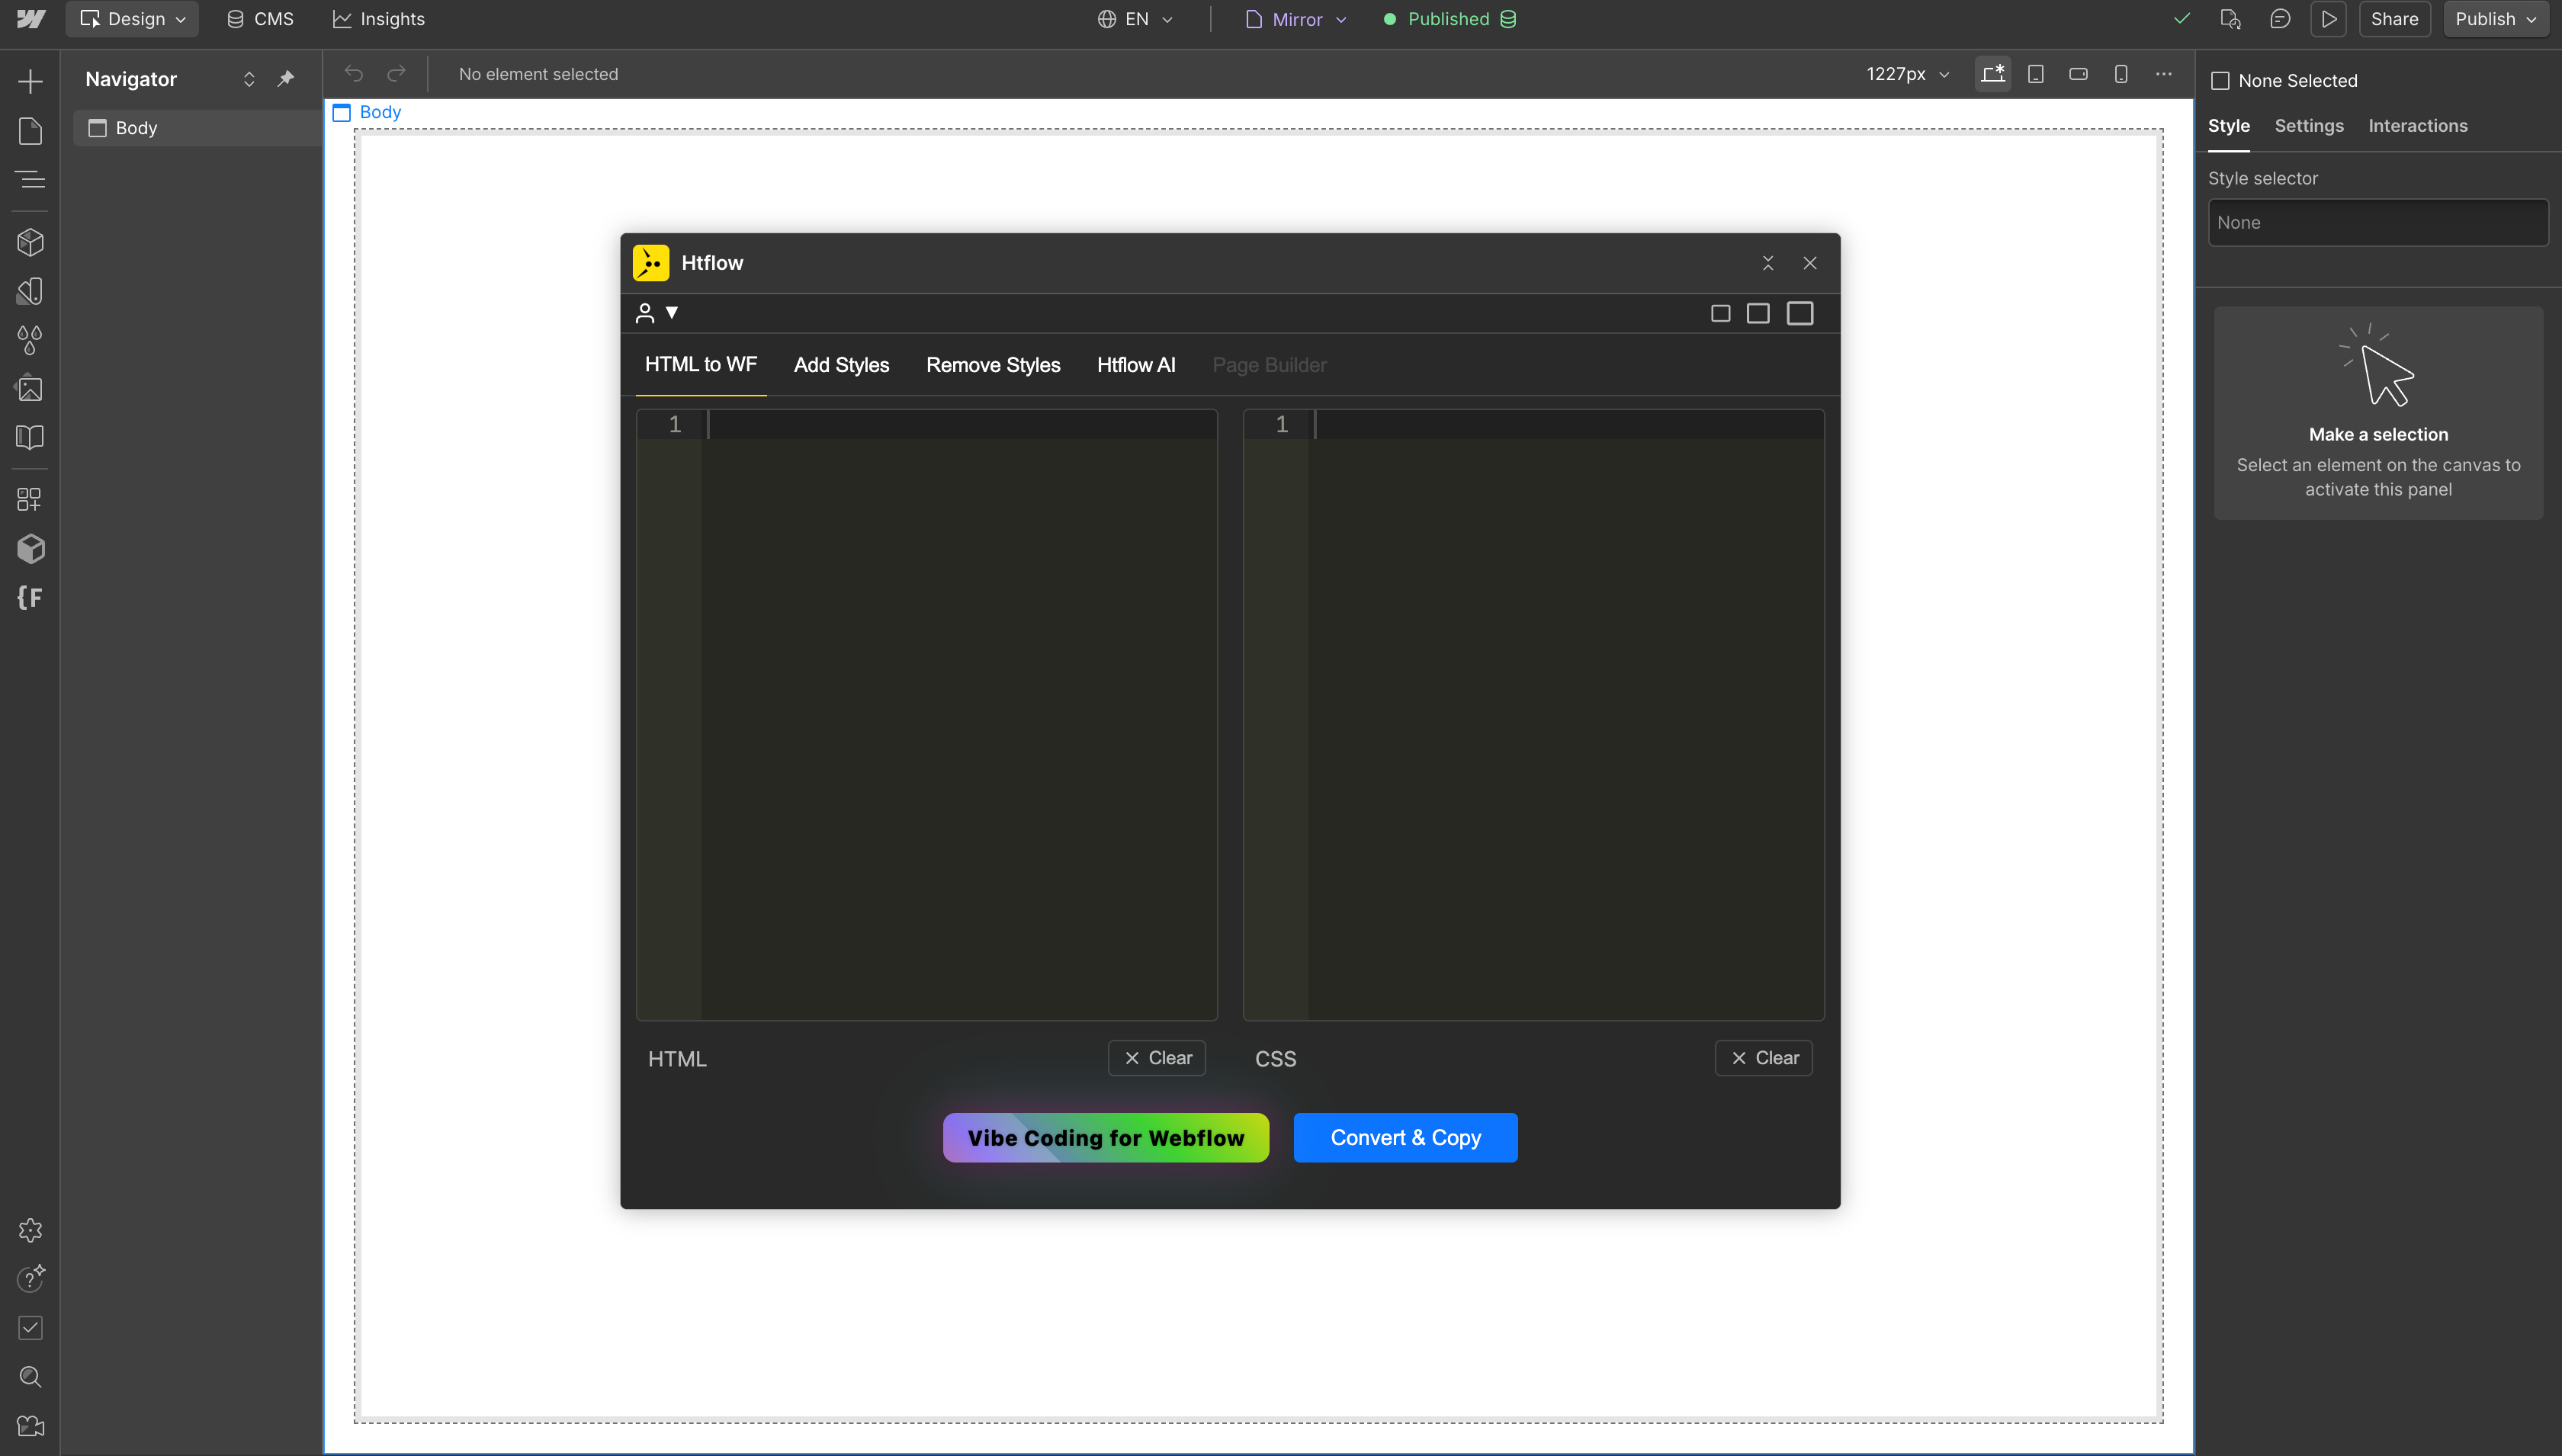 Design CMS Insights EN Mirror Published Share Publish
Navigator No element selected 1227px None Selected
Body Body
Style Settings Interactions
Style selector
None
Make a selection
Select an element on the canvas to
activate this panel
Htflow
HTML to WF Add Styles Remove Styles Htflow AI Page Builder
1 1
HTML Clear CSS Clear
Vibe Coding for Webflow Convert & Copy
{F